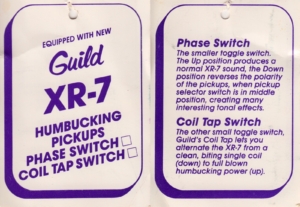 EQUIPPED WITH NEW
Guild
XR-7
HUMBUCKING
PICKUPS
PHASE SWITCH
COIL TAP SWITCH
Phase Switch
The smaller toggle switch.
The Up position produces a
normal XR-7 sound, the Down
position reverses the polarity
of the pickups, when pickup
selector switch is in middle
position, creating many
interesting tonal effects.
Coil Tap Switch
The other small toggle switch,
Guild's Coil Tap lets you
alternate the XR-7 from a
clean, biting single coil
(down) to full blown
humbucking power (up).